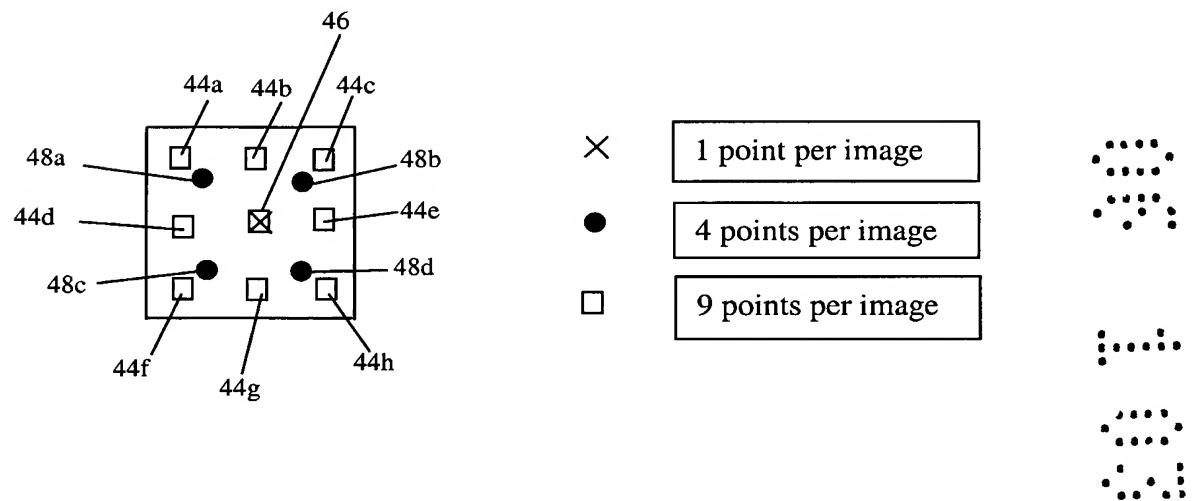 46
44a 44b 44c
48a 48b
44d 44e
48c 48d
44f 44g 44h
1 point per image
4 points per image
9 points per image